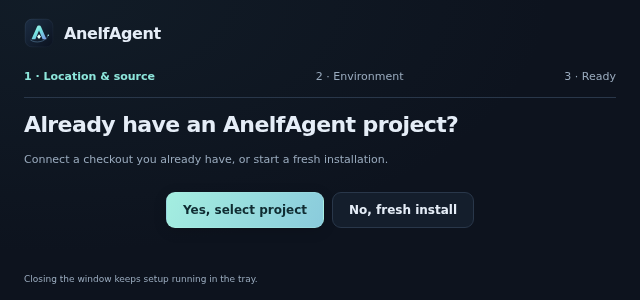 AnelfAgent
1 · Location & source
2 · Environment
3 · Ready
Already have an AnelfAgent project?
Connect a checkout you already have, or start a fresh installation.
Yes, select project
No, fresh install
Closing the window keeps setup running in the tray.